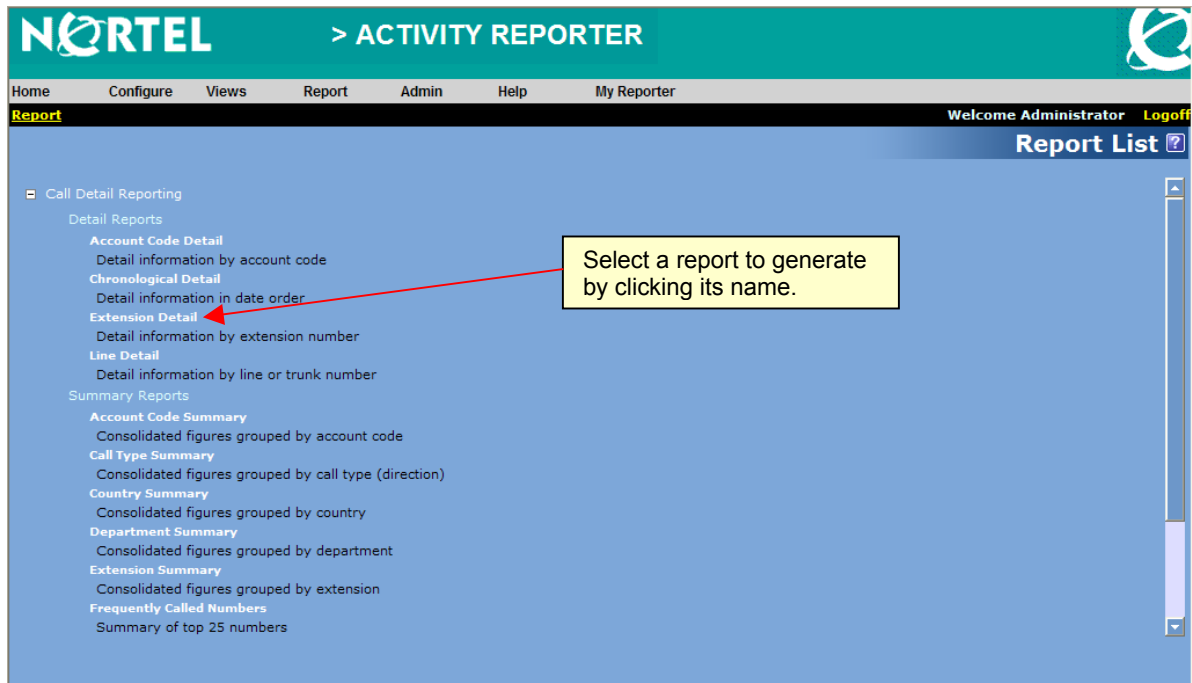 NORTEL > ACTIVITY REPORTER
Home Configure Views Report Admin Help My Reporter
Report Welcome Administrator Logoff
Report List ?
Call Detail Reporting
Detail Reports
Account Code Detail
Detail information by account code
Chronological Detail
Detail information in date order
Extension Detail
Detail information by extension number
Line Detail
Detail information by line or trunk number
Select a report to generate
by clicking its name.
Summary Reports
Account Code Summary
Consolidated figures grouped by account code
Call Type Summary
Consolidated figures grouped by call type (direction)
Country Summary
Consolidated figures grouped by country
Department Summary
Consolidated figures grouped by department
Extension Summary
Consolidated figures grouped by extension
Frequently Called Numbers
Summary of top 25 numbers